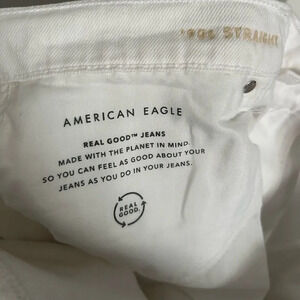 '90S STRAIGHT
AMERICAN EAGLE
REAL GOOD™ JEANS
MADE WITH THE PLANET IN MIND.
SO YOU CAN FEEL AS GOOD ABOUT YOUR
JEANS AS YOU DO IN YOUR JEANS.
REAL
GOOD.